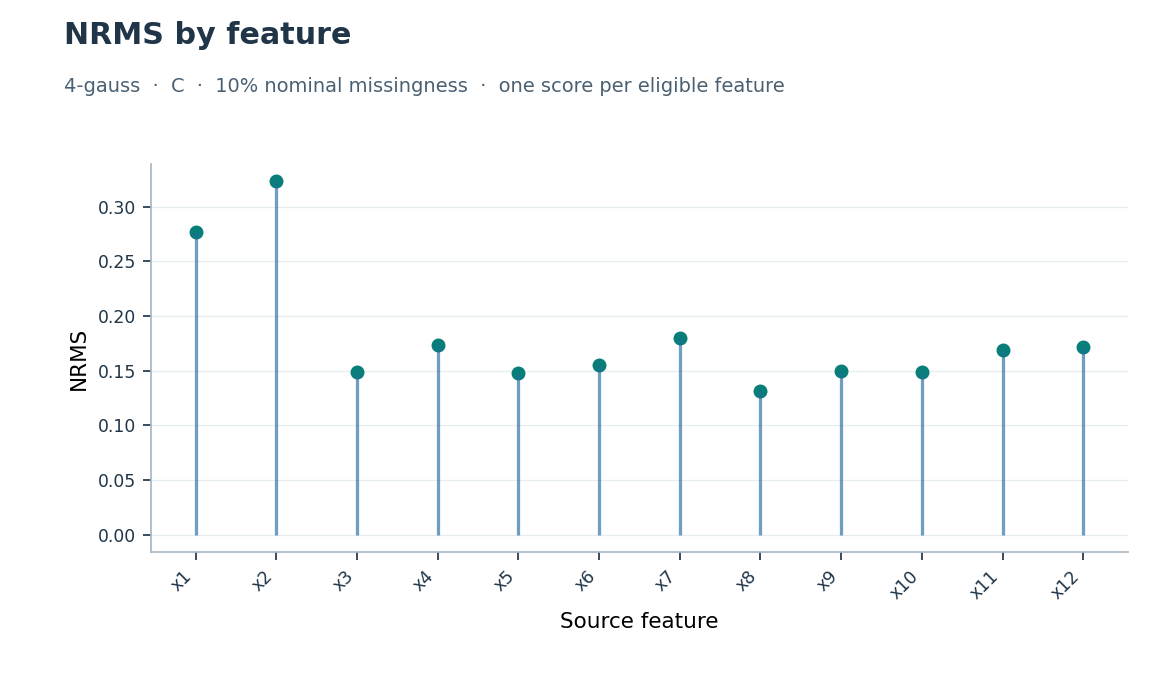 NRMS by feature
4-gauss · C · 10% nominal missingness · one score per eligible feature
0.30
0.25
0.20
0.15
0.10
0.05
0.00
NRMS
x1 x2 x3 x4 x5 x6 x7 x8 x9 x10 x11 x12
Source feature